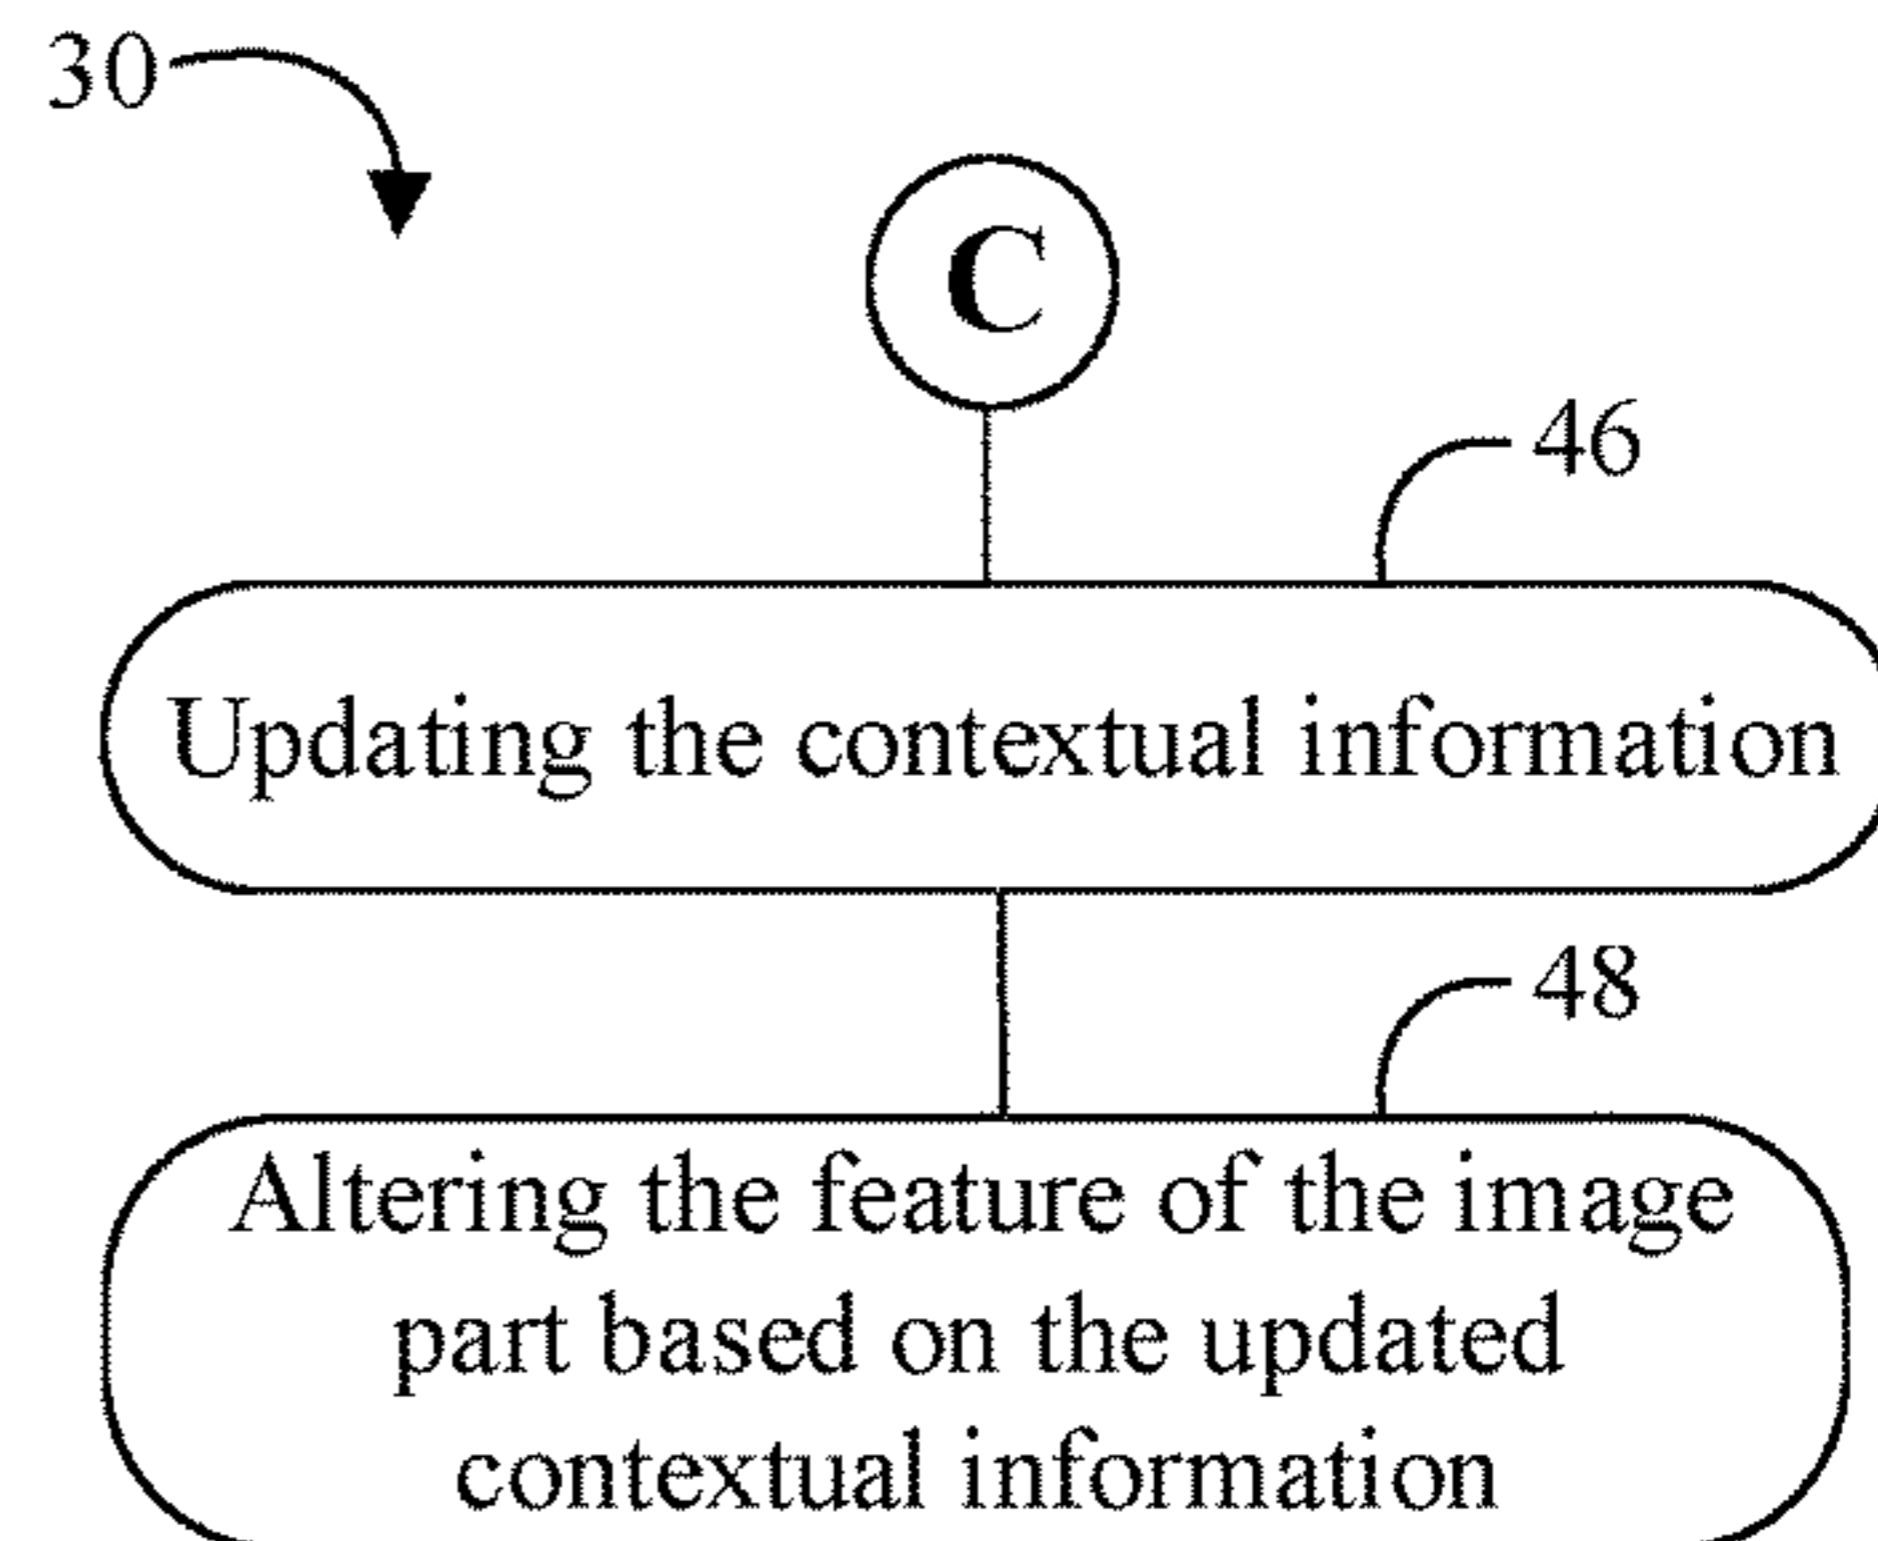 30
C
46
Updating the contextual information
48
Altering the feature of the image
part based on the updated
contextual information